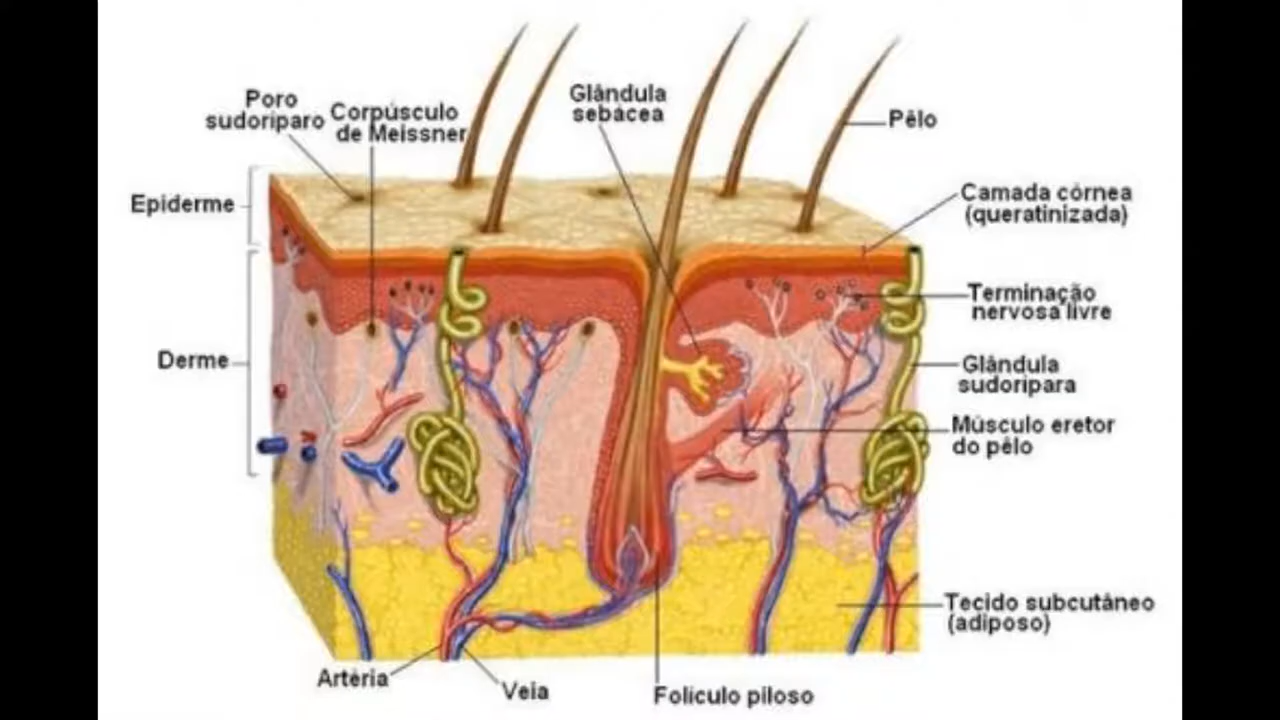 Poro
sudoríparo
Corpúsculo
de Meissner
Glândula
sebácea
Pêlo
Epiderme
Camada córnea
(queratinizada)
Terminação
nervosa livre
Derme
Glândula
sudorípara
Músculo eretor
do pêlo
Tecido subcutâneo
(adiposo)
Artéria
Veia
Folículo piloso